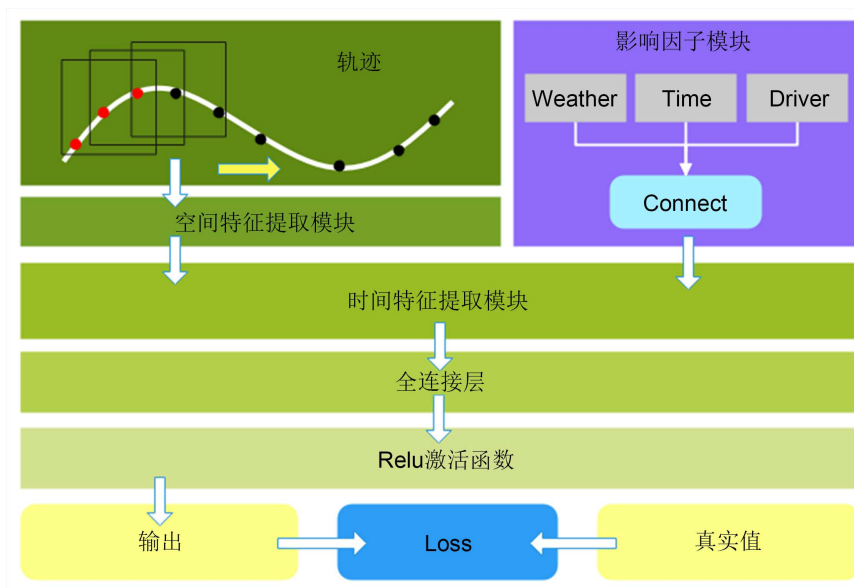 轨迹
影响因子模块
Weather
Time
Driver
Connect
空间特征提取模块
时间特征提取模块
全连接层
Relu激活函数
输出
Loss
真实值